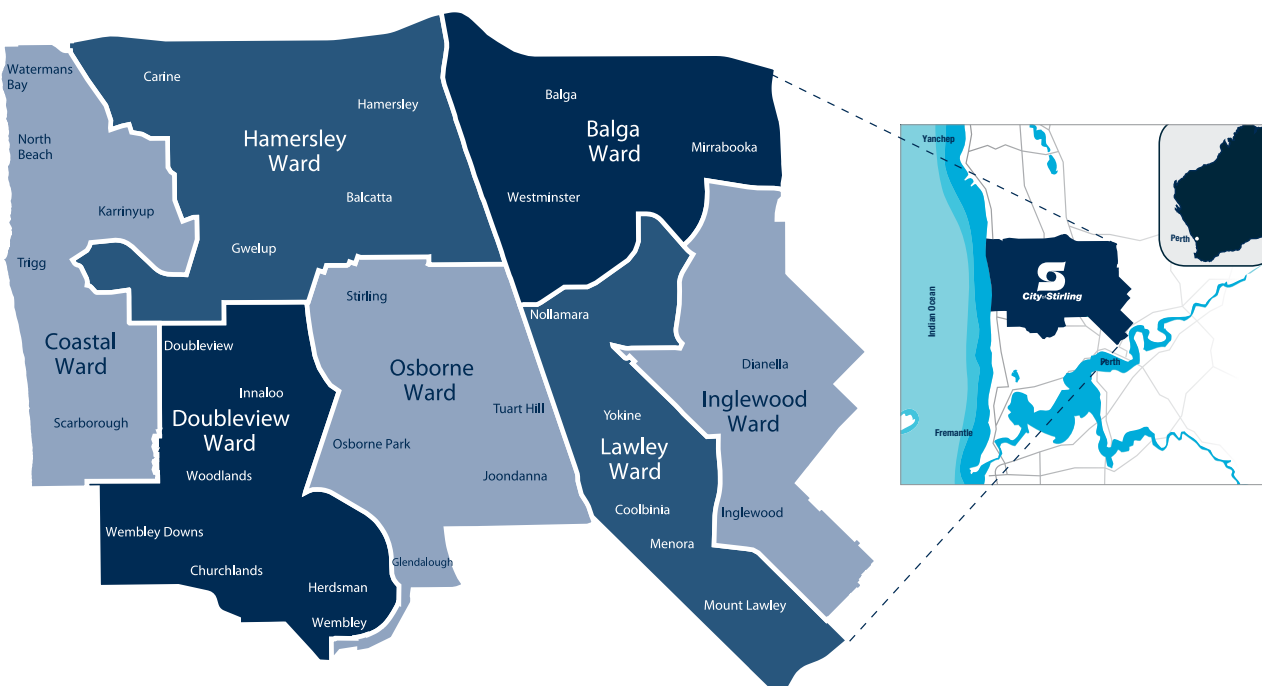 Watermans
Bay
North
Beach
Karrinyup
Trigg
Coastal
Ward
Scarborough
Carine
Hamersley
Hamersley
Ward
Balcatta
Gwelup
Balga
Balga
Ward
Mirrabooka
Westminster
Doubleview
Innaloo
Doubleview
Ward
Woodlands
Wembley Downs
Churchlands
Herdsman
Wembley
Stirling
Osborne
Ward
Tuart Hill
Osborne Park
Joondanna
Glendalough
Nollamara
Yokine
Lawley
Ward
Coolbinia
Menora
Mount Lawley
Dianella
Inglewood
Ward
Inglewood
Yanchep
Indian Ocean
City of Stirling
Perth
Fremantle
Perth